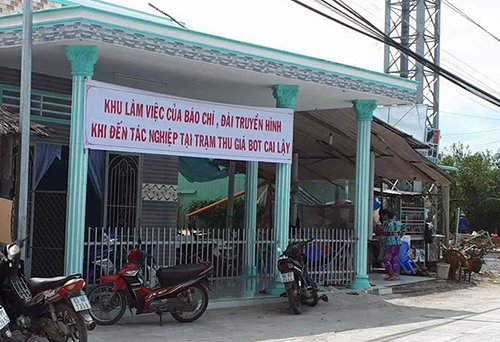 KHU LÀM VIỆC CỦA BÁO CHÍ, ĐÀI TRUYỀN HÌNH
KHI ĐẾN TÁC NGHIỆP TẠI TRẠM THU GIÁ BOT CAI LẬY